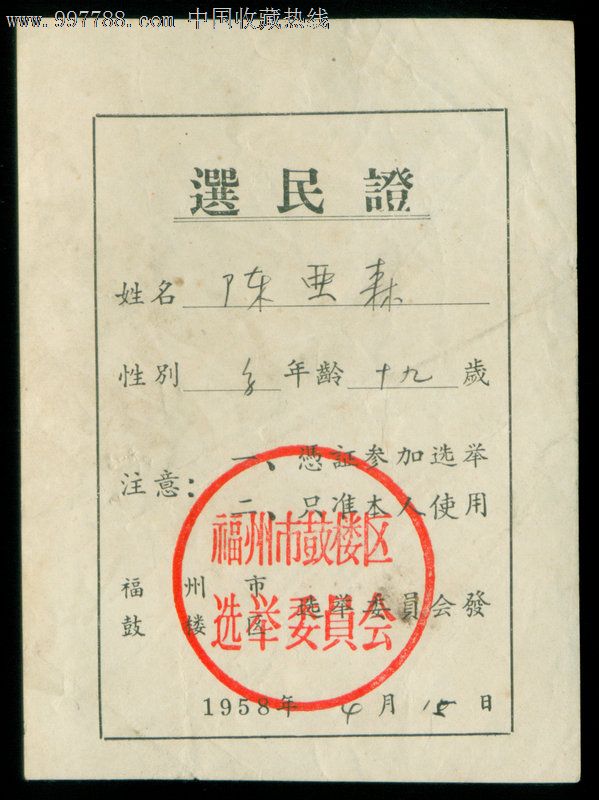 www.997788.com 中国收藏热线
選民證
姓名 陈亜森
性別 女 年齡 十九 歲
注意：
一、憑証参加选举
二、只准本人使用
福州市
鼓楼区
选举委員会發
福州市鼓楼区
选举委員会
1958年 4月 15日